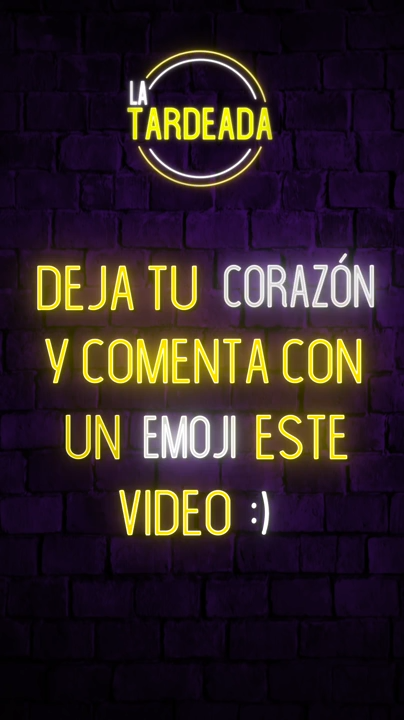 LA
TARDEADA
DEJA TU CORAZÓN
Y COMENTA CON
UN EMOJI ESTE
VIDEO :)